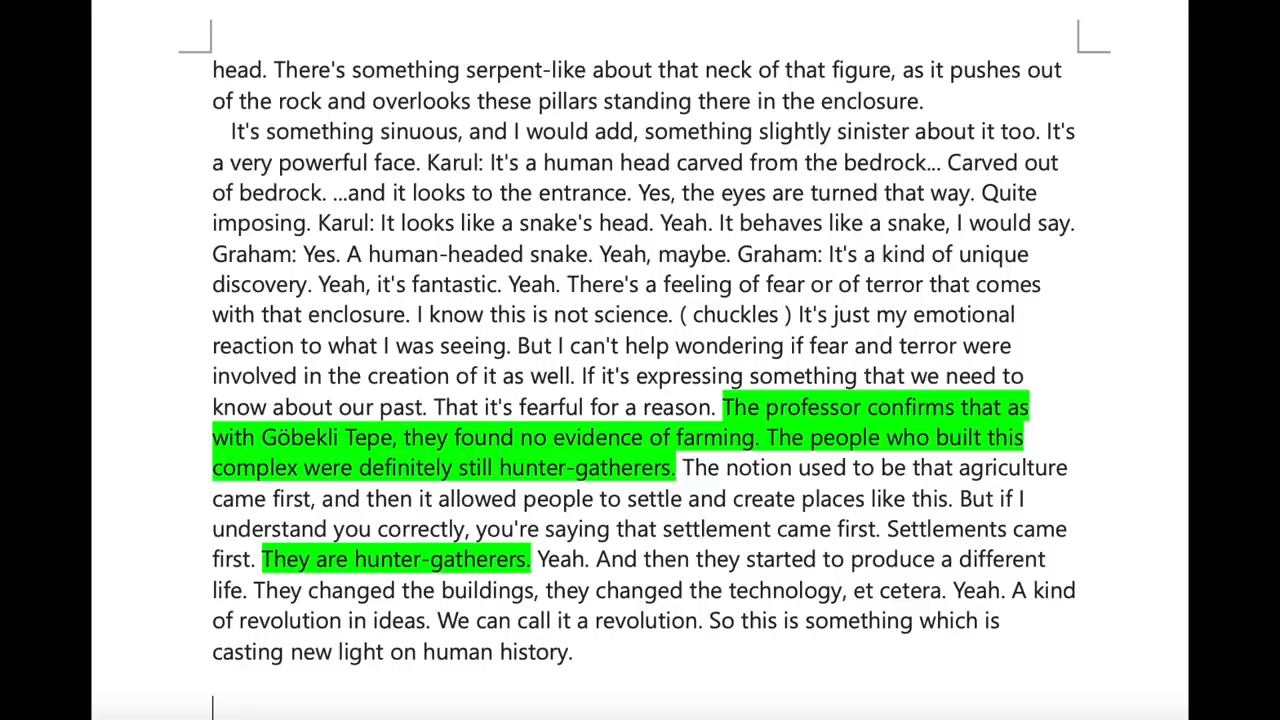 head. There's something serpent-like about that neck of that figure, as it pushes out
of the rock and overlooks these pillars standing there in the enclosure.
It's something sinuous, and I would add, something slightly sinister about it too. It's
a very powerful face. Karul: It's a human head carved from the bedrock... Carved out
of bedrock. ...and it looks to the entrance. Yes, the eyes are turned that way. Quite
imposing. Karul: It looks like a snake's head. Yeah. It behaves like a snake, I would say.
Graham: Yes. A human-headed snake. Yeah, maybe. Graham: It's a kind of unique
discovery. Yeah, it's fantastic. Yeah. There's a feeling of fear or of terror that comes
with that enclosure. I know this is not science. ( chuckles ) It's just my emotional
reaction to what I was seeing. But I can't help wondering if fear and terror were
involved in the creation of it as well. If it's expressing something that we need to
know about our past. That it's fearful for a reason. The professor confirms that as
with Göbekli Tepe, they found no evidence of farming. The people who built this
complex were definitely still hunter-gatherers. The notion used to be that agriculture
came first, and then it allowed people to settle and create places like this. But if I
understand you correctly, you're saying that settlement came first. Settlements came
first. They are hunter-gatherers. Yeah. And then they started to produce a different
life. They changed the buildings, they changed the technology, et cetera. Yeah. A kind
of revolution in ideas. We can call it a revolution. So this is something which is
casting new light on human history.